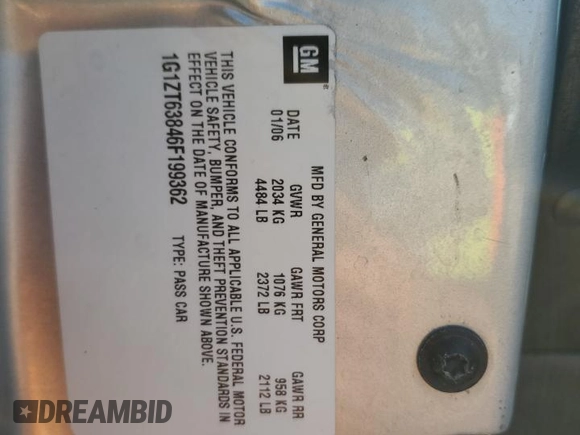 GM
MFD BY GENERAL MOTORS CORP
DATE GVWR GAWR FRT GAWR RR
01/06 2034 KG 1076 KG 958 KG
4484 LB 2372 LB 2112 LB
THIS VEHICLE CONFORMS TO ALL APPLICABLE U.S. FEDERAL MOTOR
VEHICLE SAFETY, BUMPER, AND THEFT PREVENTION STANDARDS IN
EFFECT ON THE DATE OF MANUFACTURE SHOWN ABOVE.
1G1ZT63846F199362 TYPE: PASS CAR
DREAMBID